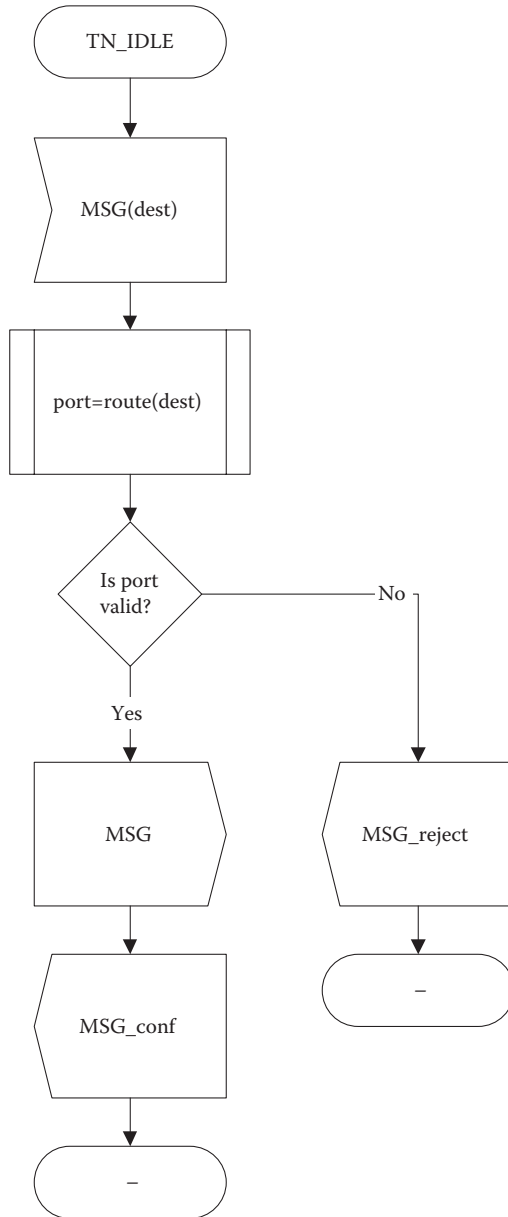 TN_IDLE
MSG(dest)
port=route(dest)
Is port
valid?
No
Yes
MSG
MSG_reject
MSG_conf
–
–